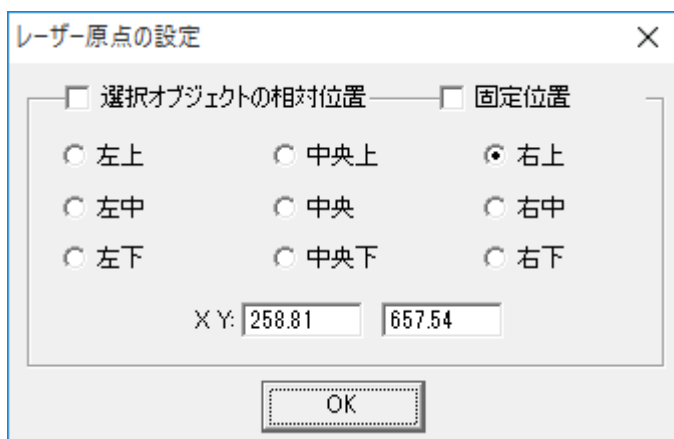 レーザー原点の設定
選択オブジェクトの相対位置 固定位置
左上 中央上 右上
左中 中央 右中
左下 中央下 右下
X Y: 258.81 657.54
OK